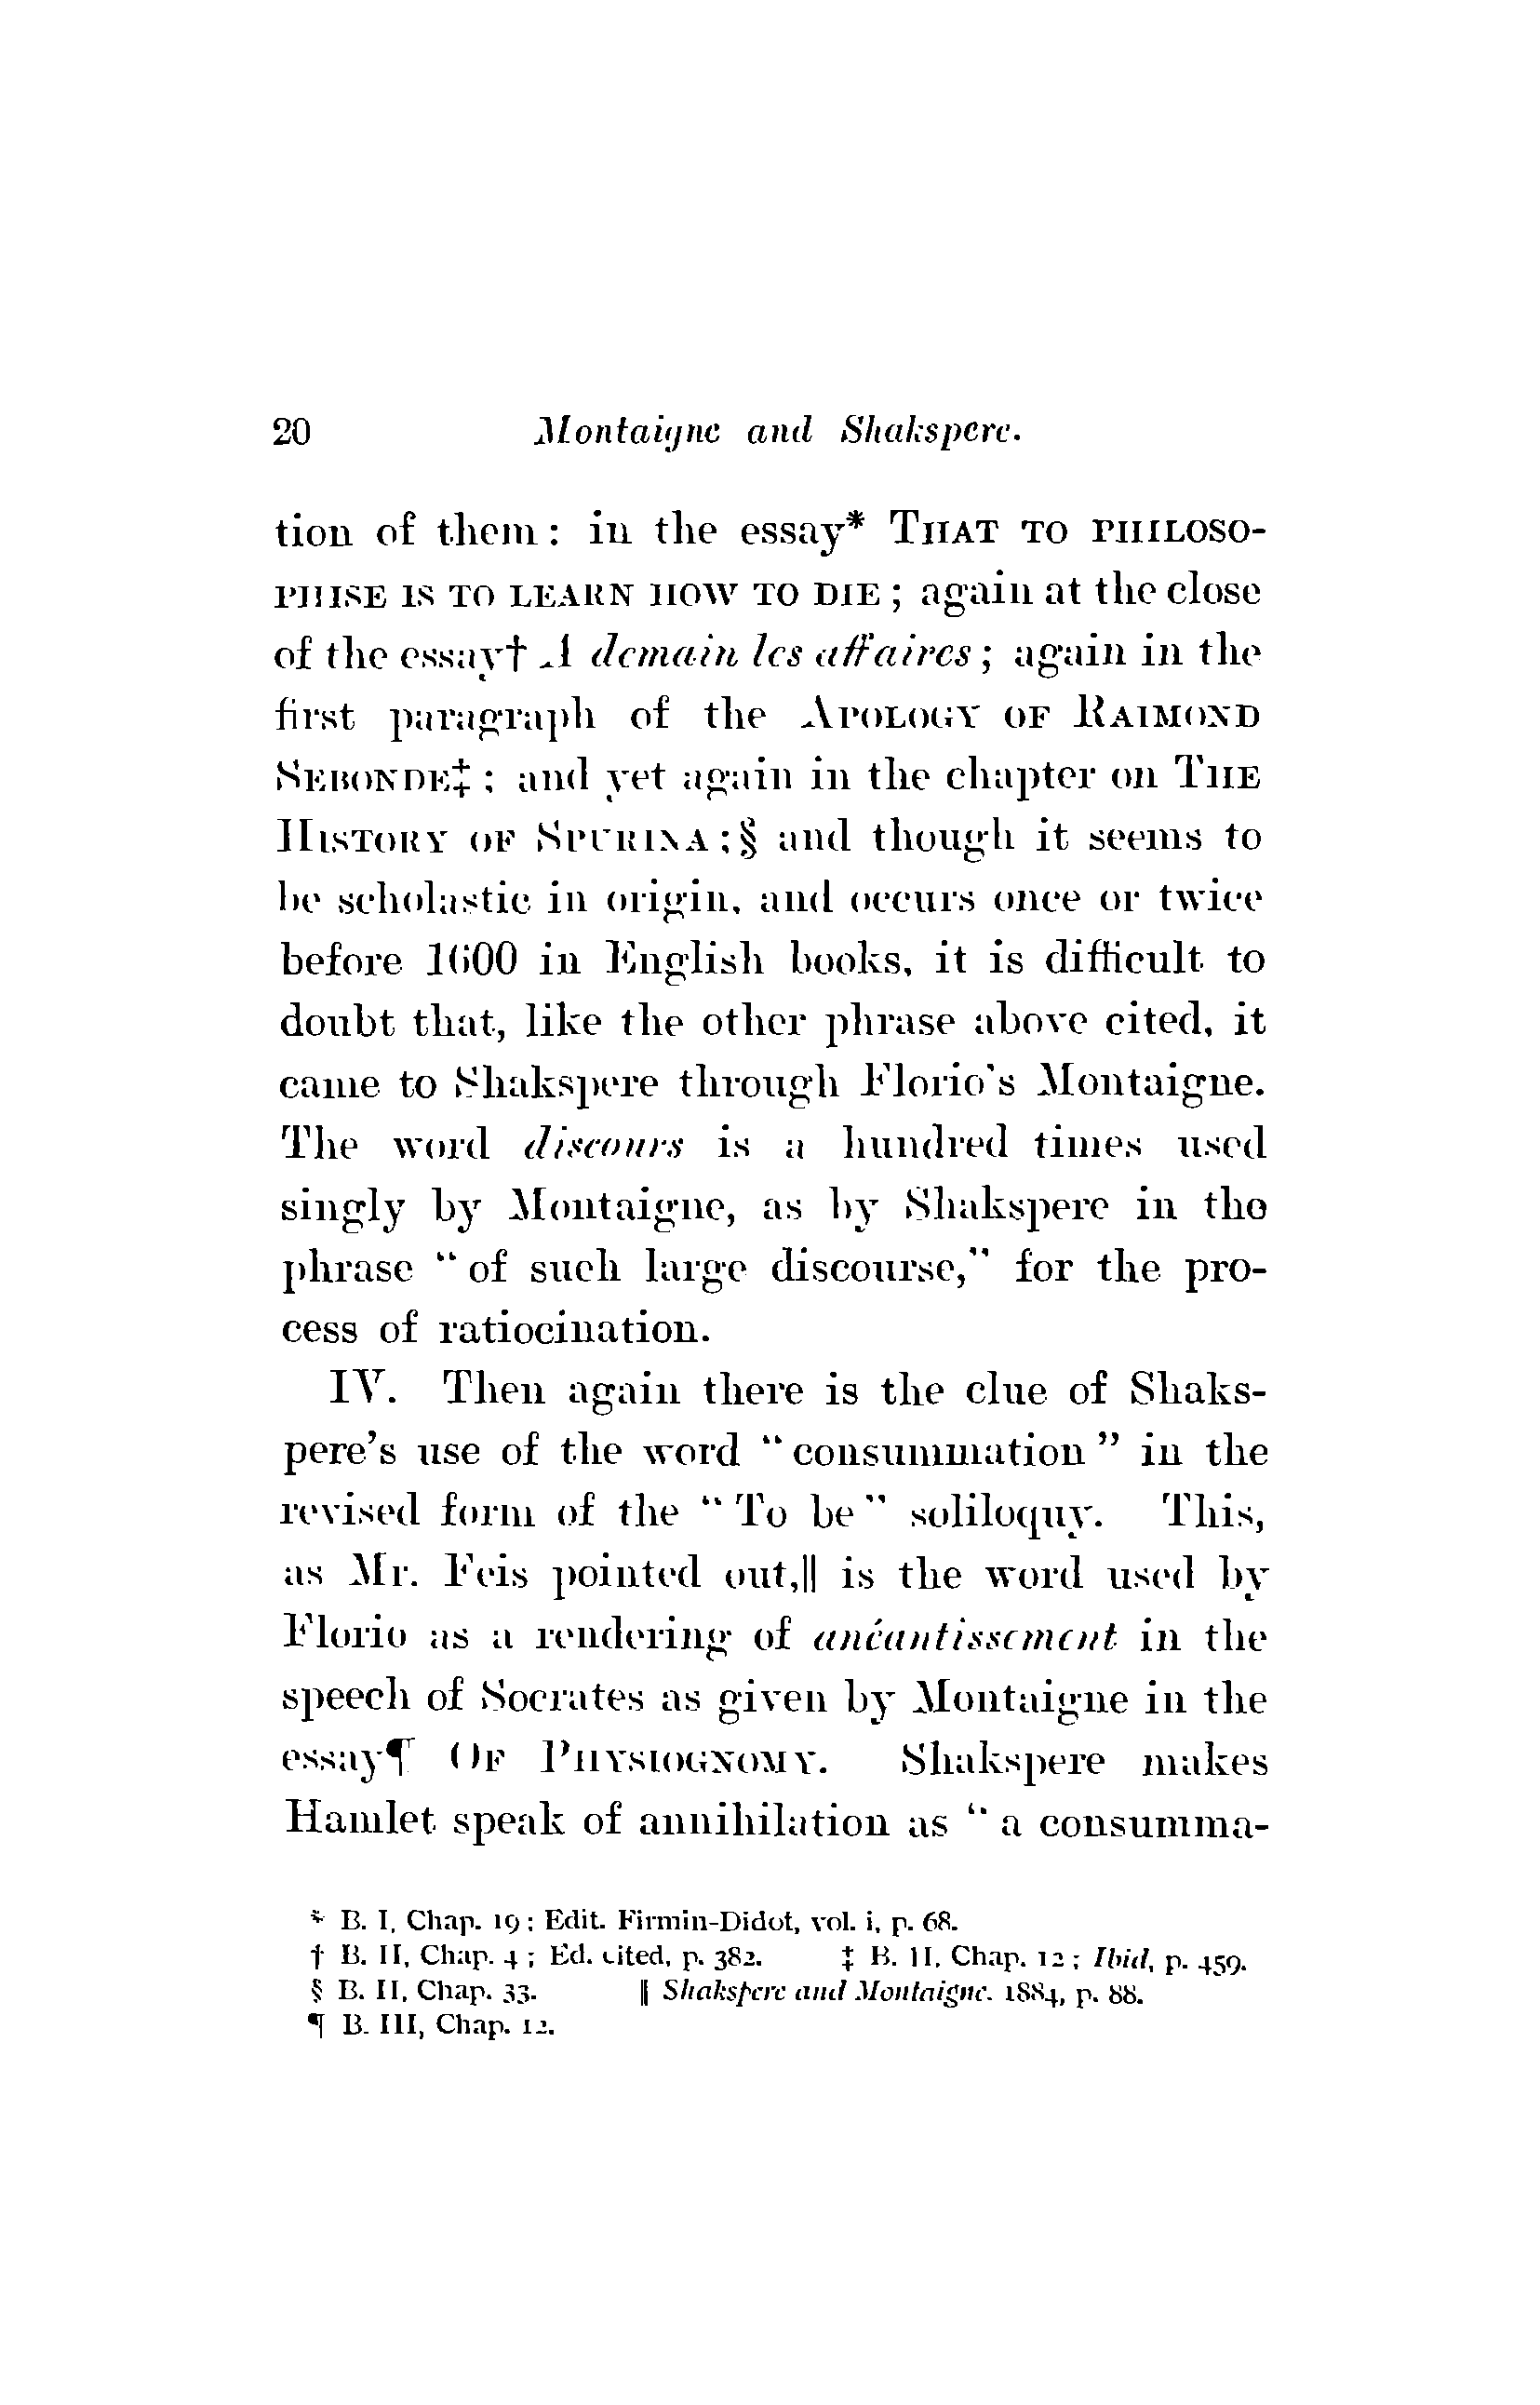 20 Montaigne and Shakspere.
tion of them: in the essay* That to philoso-
phise is to learn how to die; again at the close
of the essay† A demain les affaires; again in the
first paragraph of the Apology of Raimond
Sebonde‡; and yet again in the chapter on The
History of Spurina;§ and though it seems to
be scholastic in origin, and occurs once or twice
before 1600 in English books, it is difficult to
doubt that, like the other phrase above cited, it
came to Shakspere through Florio's Montaigne.
The word discours is a hundred times used
singly by Montaigne, as by Shakspere in the
phrase "of such large discourse," for the pro-
cess of ratiocination.
IV. Then again there is the clue of Shaks-
pere's use of the word "consummation" in the
revised form of the "To be" soliloquy. This,
as Mr. Feis pointed out,‖ is the word used by
Florio as a rendering of anéantissement in the
speech of Socrates as given by Montaigne in the
essay¶ Of Physiognomy. Shakspere makes
Hamlet speak of annihilation as "a consumma-
* B. I, Chap. 19; Edit. Firmin-Didot, vol. i, p. 68.
† B. II, Chap. 4; Ed. cited, p. 382. ‡ B. II, Chap. 12; Ibid, p. 459.
§ B. II, Chap. 33. ‖ Shakspere and Montaigne. 1884, p. 88.
¶ B. III, Chap. 12.